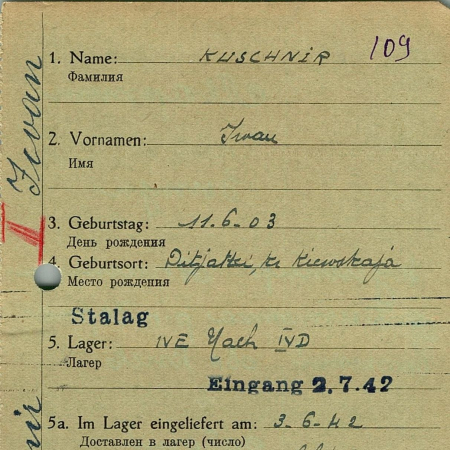 109
1. Name: KUSCHNIR
Фамилия
2. Vornamen: Iwan
Имя
3. Geburtstag: 11.6.03
День рождения
4. Geburtsort: Ditjatki, Kiewskaja
Место рождения
Stalag
5. Lager: IVE Nach IVD
Лагер
Eingang 2.7.42
5a. Im Lager eingeliefert am: 3.6.42
Доставлен в лагер (число)
Iwan